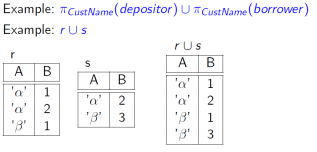 Example: π_CustName(depositor) ∪ π_CustName(borrower)
Example: r ∪ s
r
A B
'α' 1
'α' 2
'β' 1
s
A B
'α' 2
'β' 3
r ∪ s
A B
'α' 1
'α' 2
'β' 1
'β' 3